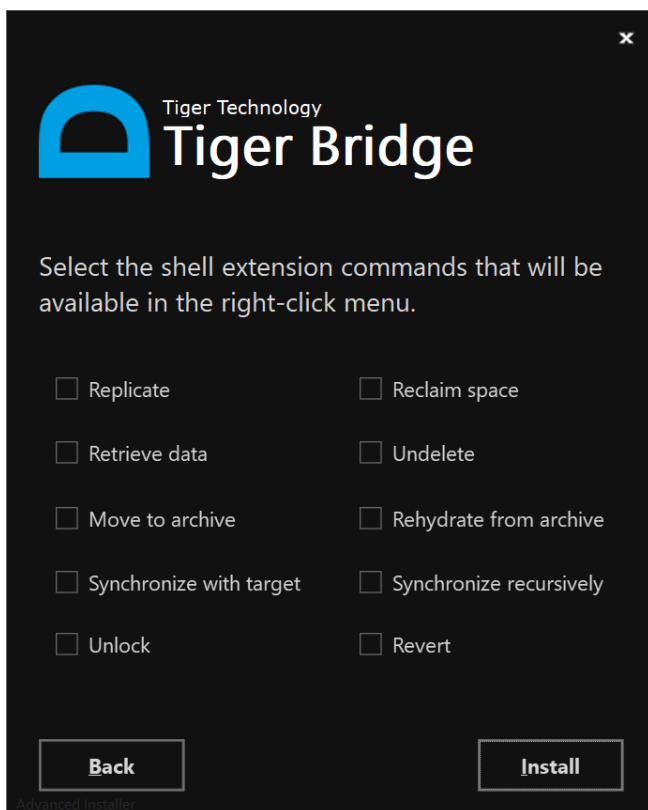 Tiger Technology
Tiger Bridge
Select the shell extension commands that will be
available in the right-click menu.
Replicate
Reclaim space
Retrieve data
Undelete
Move to archive
Rehydrate from archive
Synchronize with target
Synchronize recursively
Unlock
Revert
Back
Install
Advanced Installer